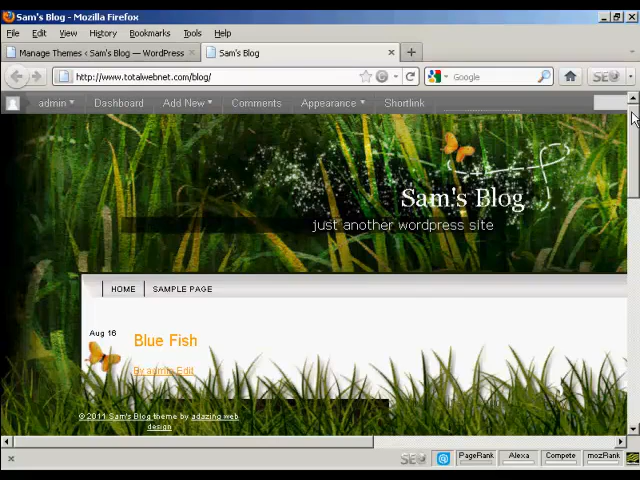 Sam's Blog - Mozilla Firefox
File Edit View History Bookmarks Tools Help
Manage Themes ‹ Sam's Blog — WordPress × Sam's Blog ×
http://www.totalwebnet.com/blog/ Google SEO
admin Dashboard Add New Comments Appearance Shortlink
Sam's Blog
just another wordpress site
HOME SAMPLE PAGE
Aug 16
Blue Fish
By admin Edit
© 2011 Sam's Blog theme by adazing web
design
SEO PageRank Alexa Compete mozRank